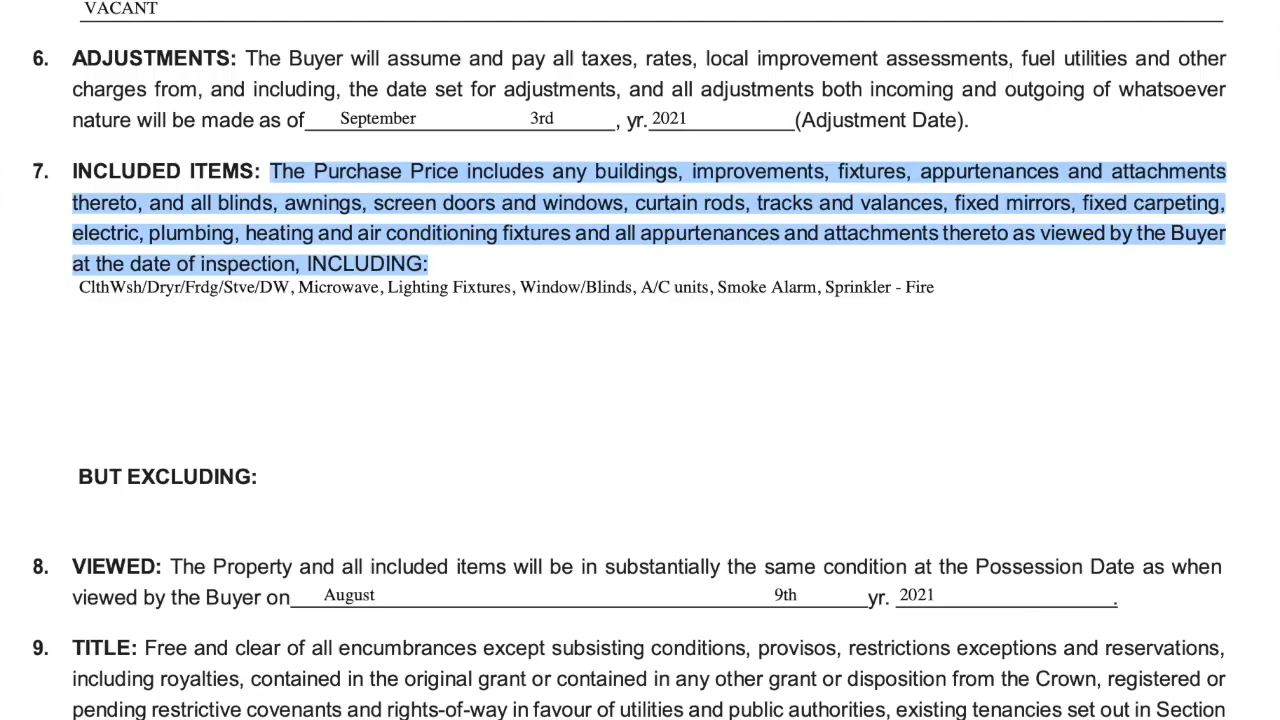 VACANT
6. ADJUSTMENTS: The Buyer will assume and pay all taxes, rates, local improvement assessments, fuel utilities and other
charges from, and including, the date set for adjustments, and all adjustments both incoming and outgoing of whatsoever
nature will be made as of September 3rd, yr. 2021 (Adjustment Date).
7. INCLUDED ITEMS: The Purchase Price includes any buildings, improvements, fixtures, appurtenances and attachments
thereto, and all blinds, awnings, screen doors and windows, curtain rods, tracks and valances, fixed mirrors, fixed carpeting,
electric, plumbing, heating and air conditioning fixtures and all appurtenances and attachments thereto as viewed by the Buyer
at the date of inspection, INCLUDING:
ClthWsh/Dryr/Frdg/Stve/DW, Microwave, Lighting Fixtures, Window/Blinds, A/C units, Smoke Alarm, Sprinkler - Fire
BUT EXCLUDING:
8. VIEWED: The Property and all included items will be in substantially the same condition at the Possession Date as when
viewed by the Buyer on August 9th yr. 2021.
9. TITLE: Free and clear of all encumbrances except subsisting conditions, provisos, restrictions exceptions and reservations,
including royalties, contained in the original grant or contained in any other grant or disposition from the Crown, registered or
pending restrictive covenants and rights-of-way in favour of utilities and public authorities, existing tenancies set out in Section